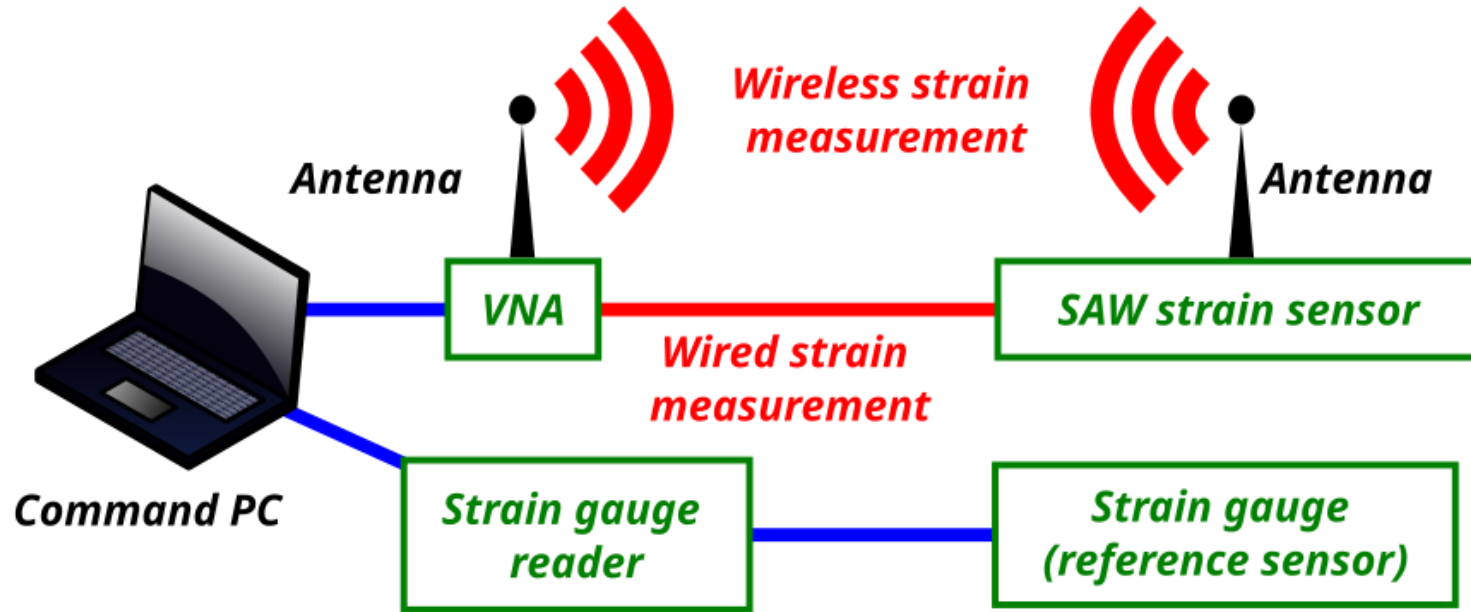 Wireless strain
measurement
Antenna
Antenna
VNA
SAW strain sensor
Wired strain
measurement
Command PC
Strain gauge
reader
Strain gauge
(reference sensor)